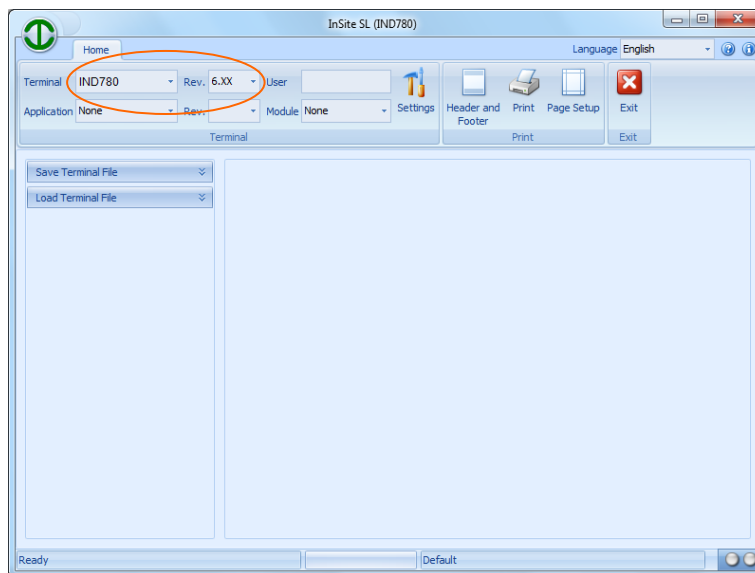 InSite SL (IND780)
Home
Language English
Terminal IND780 Rev. 6.XX User
Application None Rev. Module None
Settings
Header and Footer
Print
Page Setup
Exit
Terminal
Print
Exit
Save Terminal File
Load Terminal File
Ready
Default